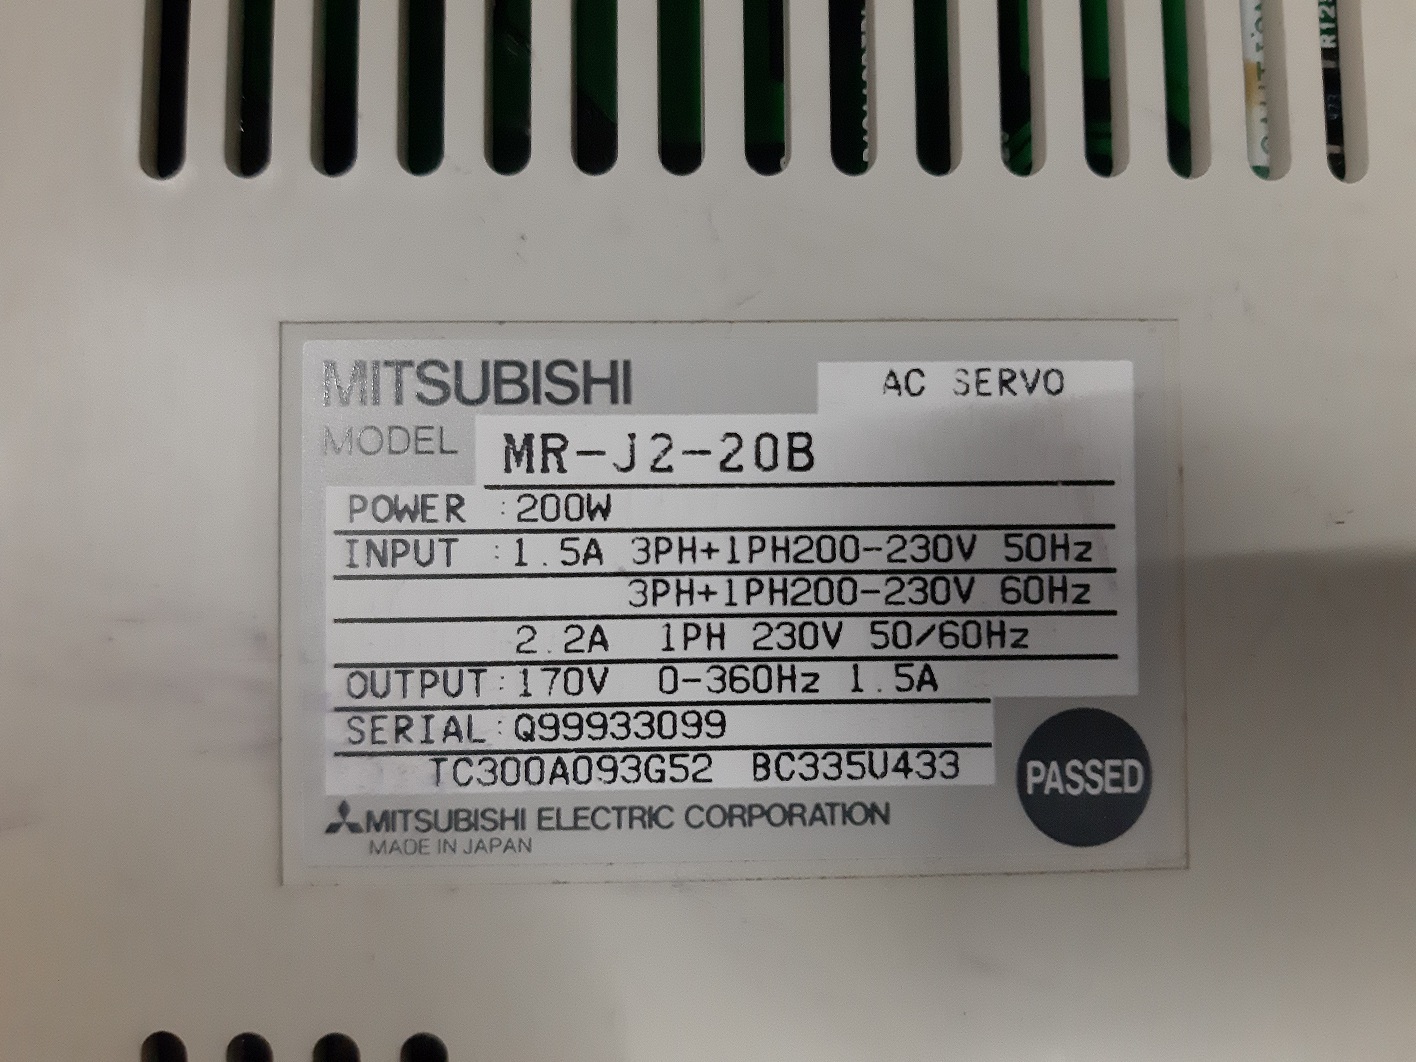 CAUTION
R12
MITSUBISHI
AC SERVO
MODEL MR-J2-20B
POWER :200W
INPUT :1.5A 3PH+1PH200-230V 50Hz
3PH+1PH200-230V 60Hz
2.2A 1PH 230V 50/60Hz
OUTPUT:170V 0-360Hz 1.5A
SERIAL:Q99933099
TC300A093G52 BC335U433
PASSED
MITSUBISHI ELECTRIC CORPORATION
MADE IN JAPAN